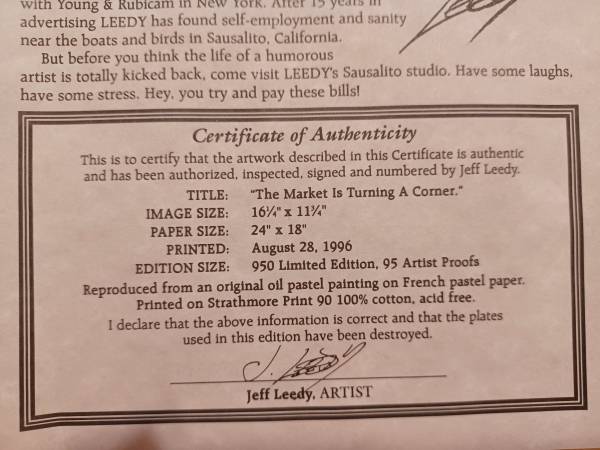 with Young & Rubicam in New York. After 15 years in
advertising LEEDY has found self-employment and sanity
near the boats and birds in Sausalito, California.
But before you think the life of a humorous
artist is totally kicked back, come visit LEEDY's Sausalito studio. Have some laughs,
have some stress. Hey, you try and pay these bills!
Leedy
Certificate of Authenticity
This is to certify that the artwork described in this Certificate is authentic
and has been authorized, inspected, signed and numbered by Jeff Leedy.
TITLE: "The Market Is Turning A Corner."
IMAGE SIZE: 16¼" x 11¾"
PAPER SIZE: 24" x 18"
PRINTED: August 28, 1996
EDITION SIZE: 950 Limited Edition, 95 Artist Proofs
Reproduced from an original oil pastel painting on French pastel paper.
Printed on Strathmore Print 90 100% cotton, acid free.
I declare that the above information is correct and that the plates
used in this edition have been destroyed.
J. Leedy
Jeff Leedy, ARTIST